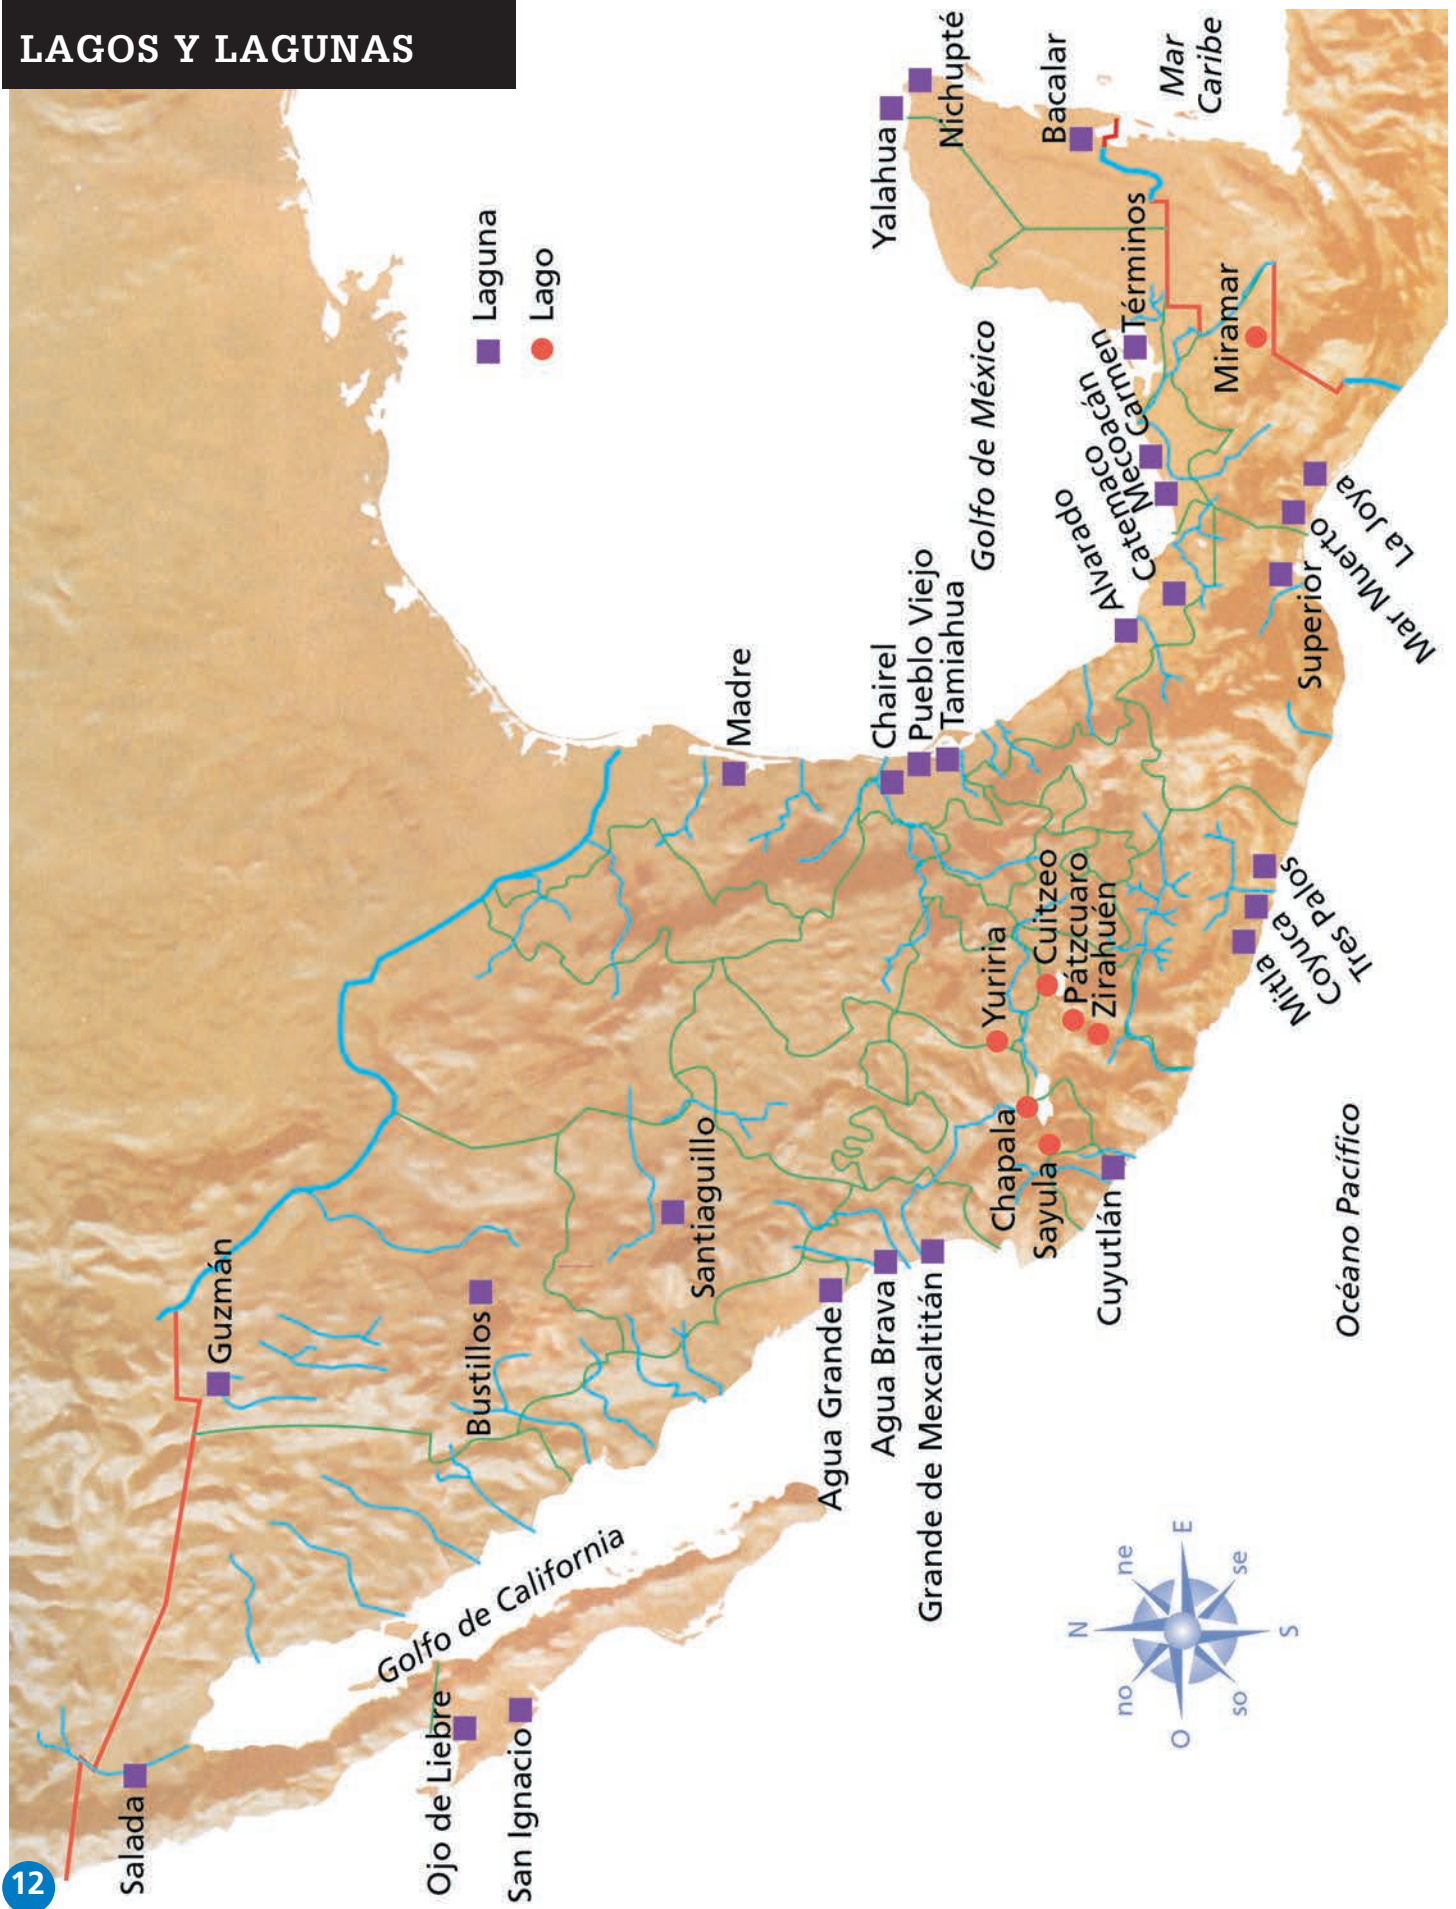 LAGOS Y LAGUNAS
Laguna
Lago
Salada
Ojo de Liebre
San Ignacio
Golfo de California
Guzmán
Bustillos
Santiaguillo
Agua Grande
Agua Brava
Grande de Mexcaltitán
Chapala
Sayula
Cuyutlán
Yuriria
Cuitzeo
Pátzcuaro
Zirahuén
Mitla
Coyuca
Tres Palos
Madre
Chairel
Pueblo Viejo
Tamiahua
Golfo de México
Alvarado
Catemaco
Mecoacán
Carmen
Términos
Miramar
Superior
Mar Muerto
La Joya
Yalahua
Nichupté
Bacalar
Mar
Caribe
Océano Pacífico
N
ne
E
se
S
so
O
no
12